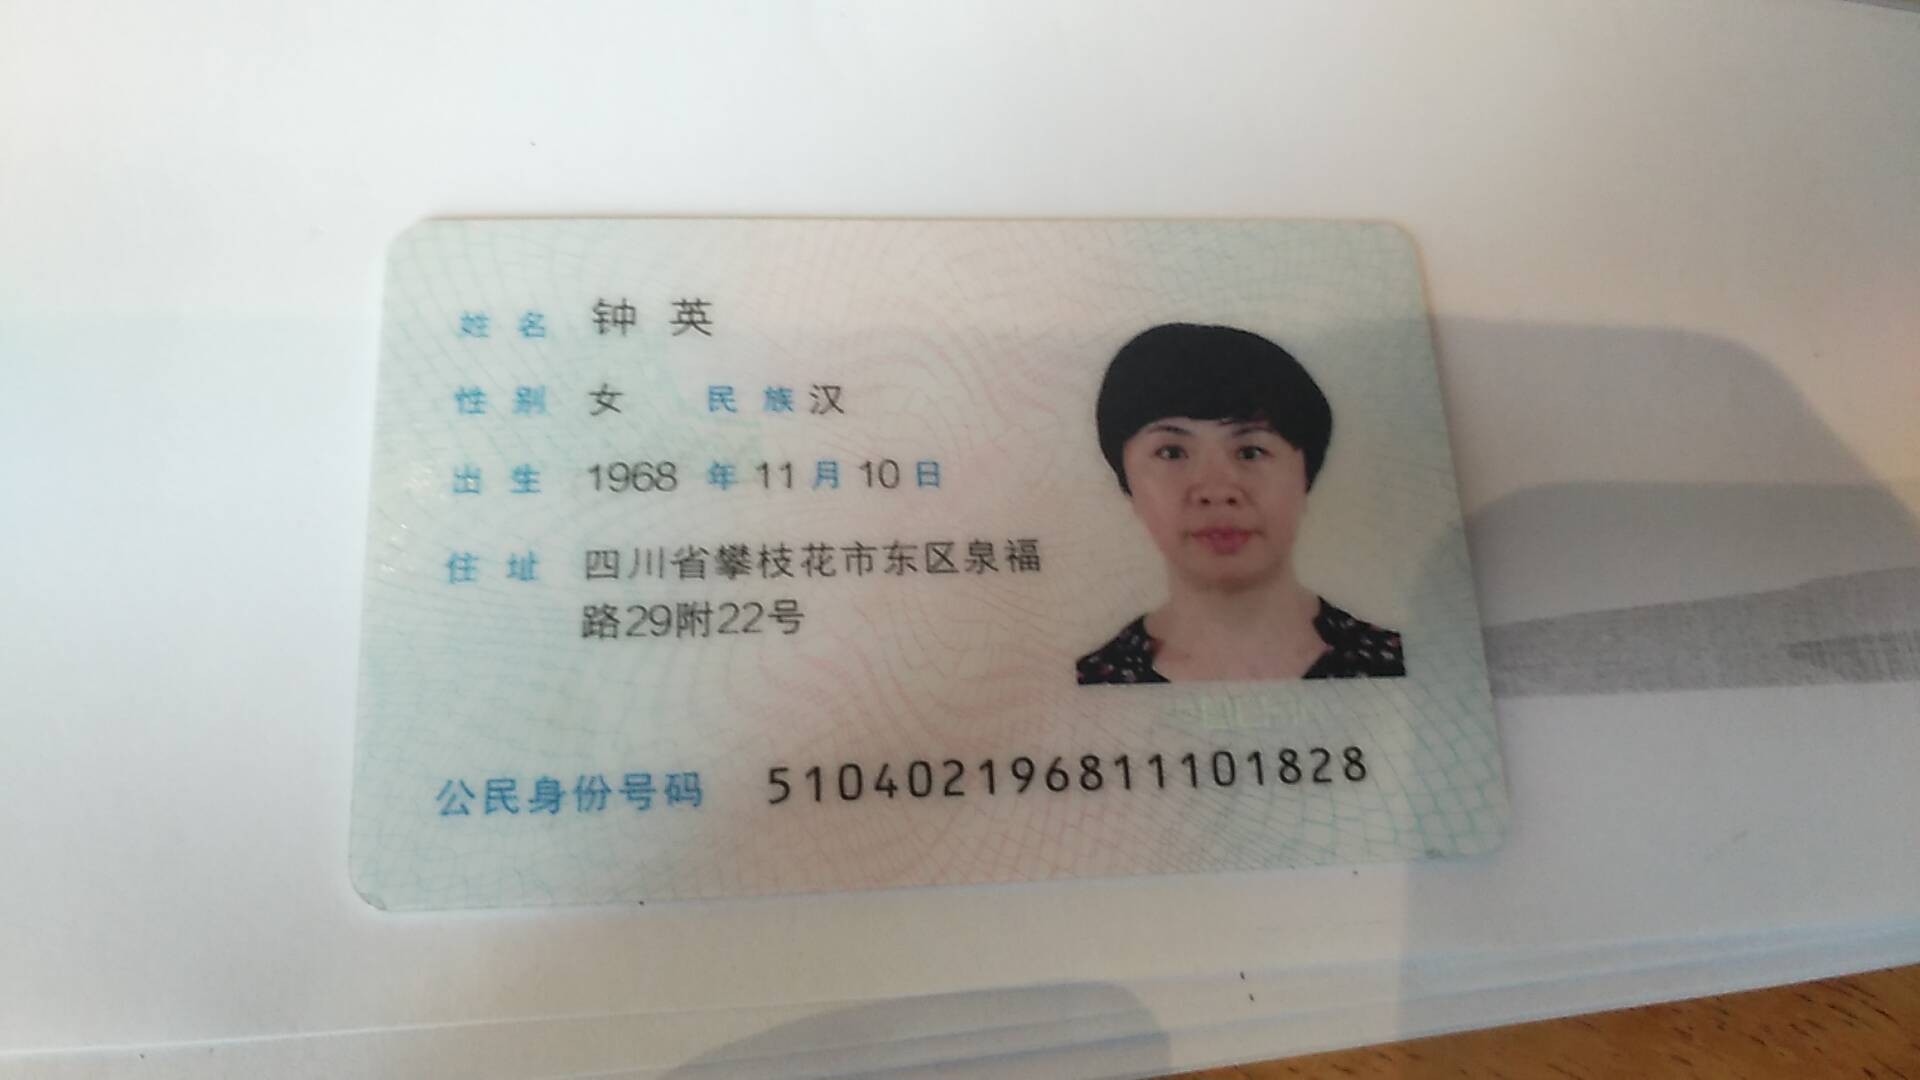 姓名 钟英
性别 女 民族 汉
出生 1968 年 11 月 10 日
住址 四川省攀枝花市东区泉福
路29附22号
公民身份号码 510402196811101828